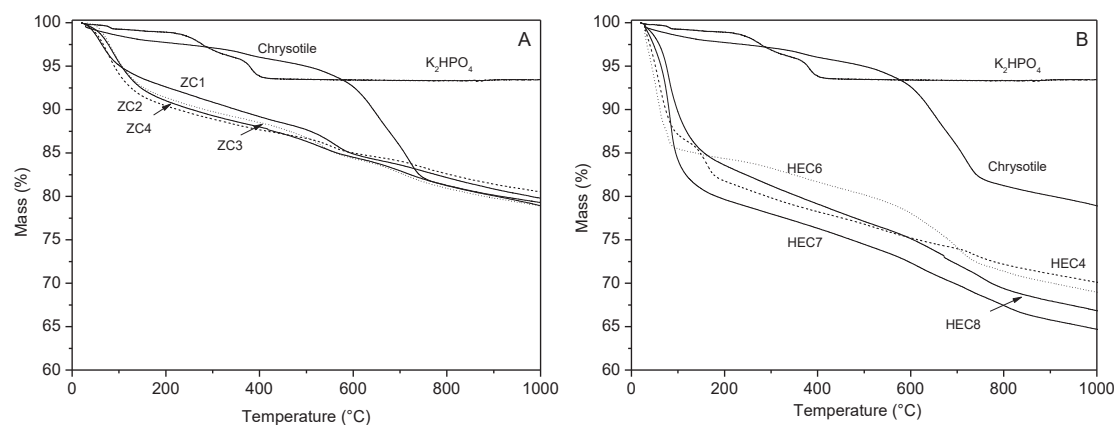 A
Chrysotile
K₂HPO₄
ZC1
ZC2
ZC4
ZC3
100
95
90
85
80
75
70
65
60
Mass (%)
0 200 400 600 800 1000
Temperature (°C)
B
K₂HPO₄
Chrysotile
HEC6
HEC7
HEC4
HEC8
100
95
90
85
80
75
70
65
60
Mass (%)
0 200 400 600 800 1000
Temperature (°C)